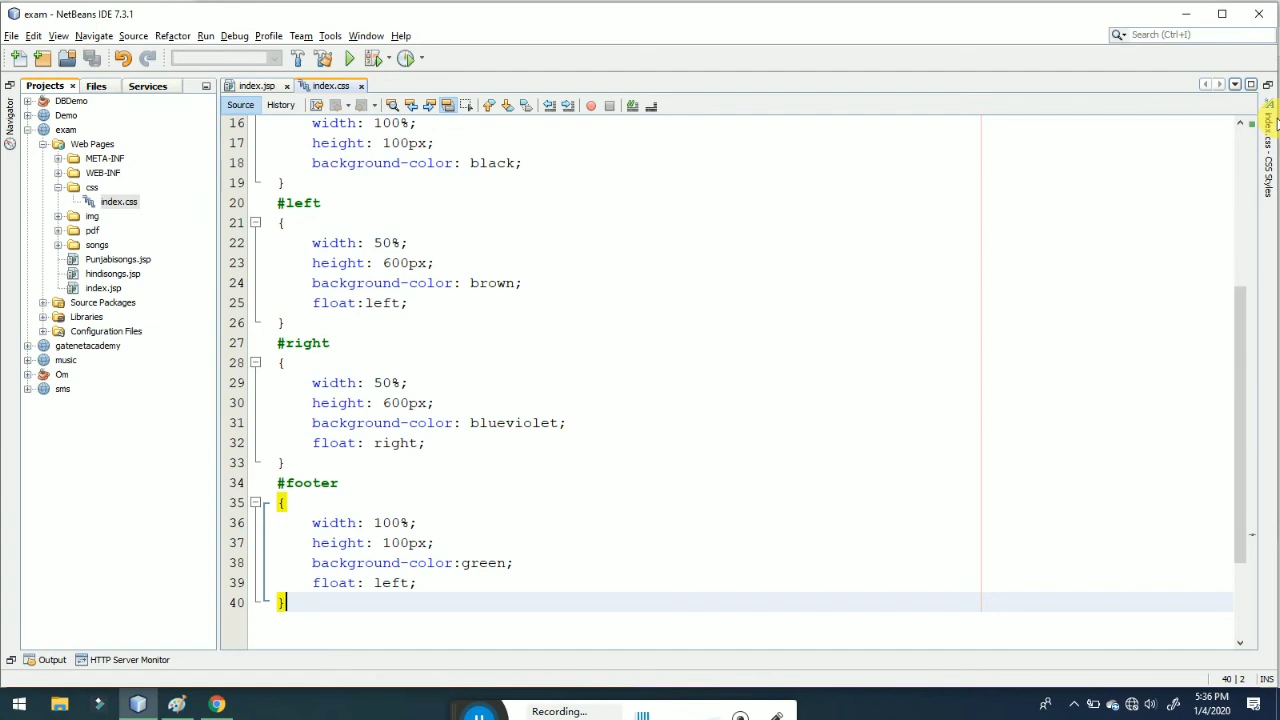 exam - NetBeans IDE 7.3.1
File Edit View Navigate Source Refactor Run Debug Profile Team Tools Window Help
Search (Ctrl+I)
Projects Files Services
index.jsp index.css
Navigator
Source History
DBDemo
Demo
exam
Web Pages
META-INF
WEB-INF
css
index.css
img
pdf
songs
Punjabisongs.jsp
hindisongs.jsp
index.jsp
Source Packages
Libraries
Configuration Files
gatenetacademy
music
Om
sms
16 width: 100%;
17 height: 100px;
18 background-color: black;
19 }
20 #left
21 {
22 width: 50%;
23 height: 600px;
24 background-color: brown;
25 float:left;
26 }
27 #right
28 {
29 width: 50%;
30 height: 600px;
31 background-color: blueviolet;
32 float: right;
33 }
34 #footer
35 {
36 width: 100%;
37 height: 100px;
38 background-color:green;
39 float: left;
40 }
index.css - CSS Styles
Output HTTP Server Monitor
40 | 2 INS
Recording...
5:36 PM
1/4/2020